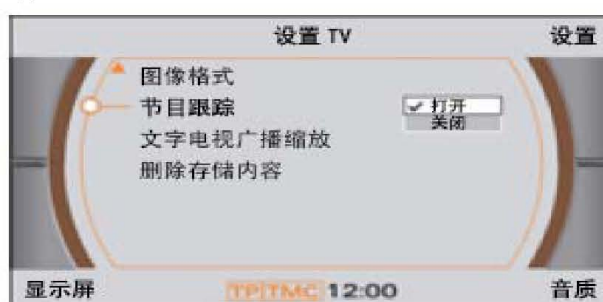 设置 TV 设置
图像格式
节目跟踪 ✓ 打开
关闭
文字电视广播缩放
删除存储内容
显示屏 TP TMC 12:00 音质